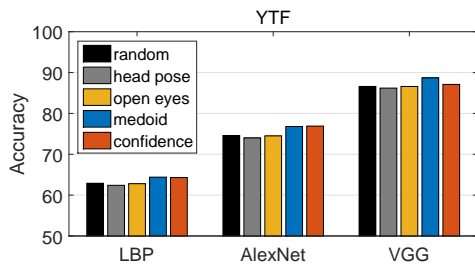 YTF
100
90
80
70
60
50
Accuracy
random
head pose
open eyes
medoid
confidence
LBP AlexNet VGG